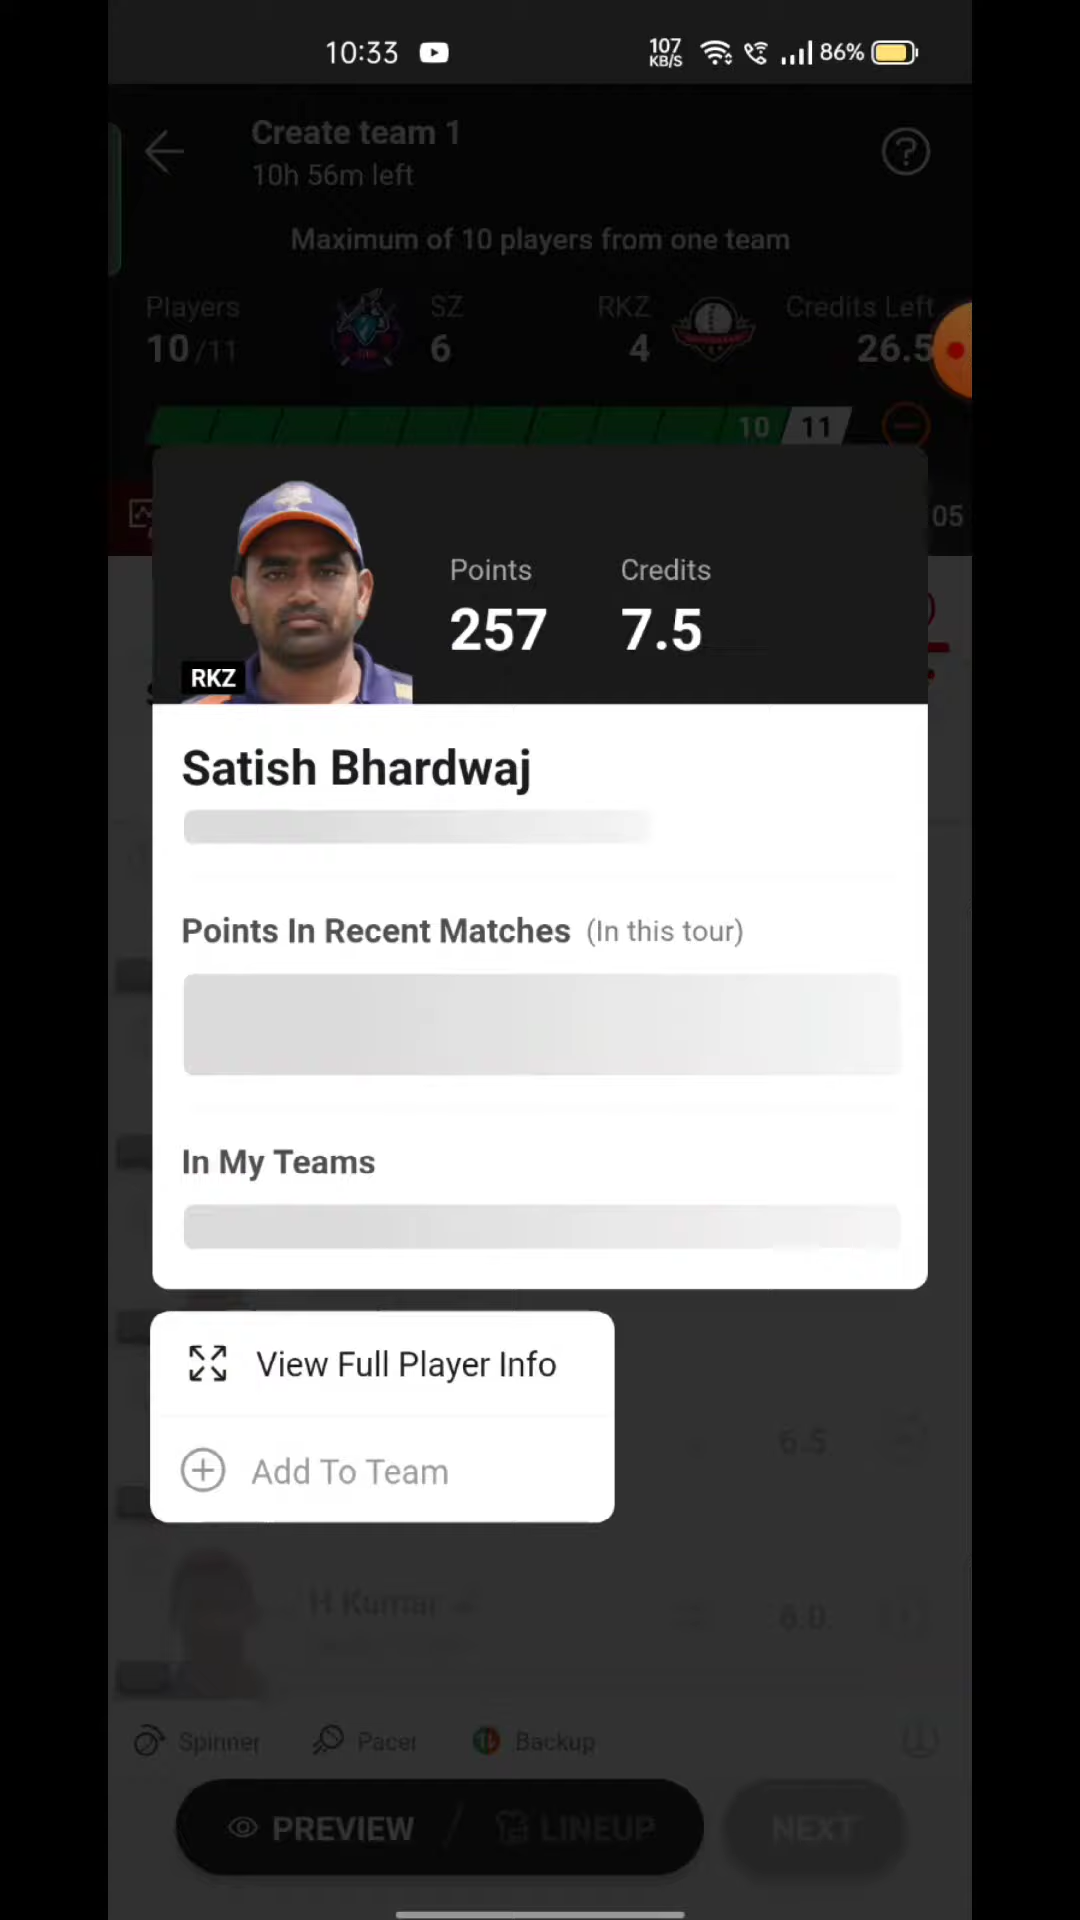 10:33
107 KB/S
86%
Create team 1
10h 56m left
Maximum of 10 players from one team
Players
SZ
RKZ
Credits Left
10/11
6
4
26.5
10
11
05
Points
Credits
257
7.5
RKZ
Satish Bhardwaj
Points In Recent Matches (In this tour)
In My Teams
View Full Player Info
6.5
Add To Team
H Kumar
6.0
Spinner
Pacer
Backup
PREVIEW
LINEUP
NEXT